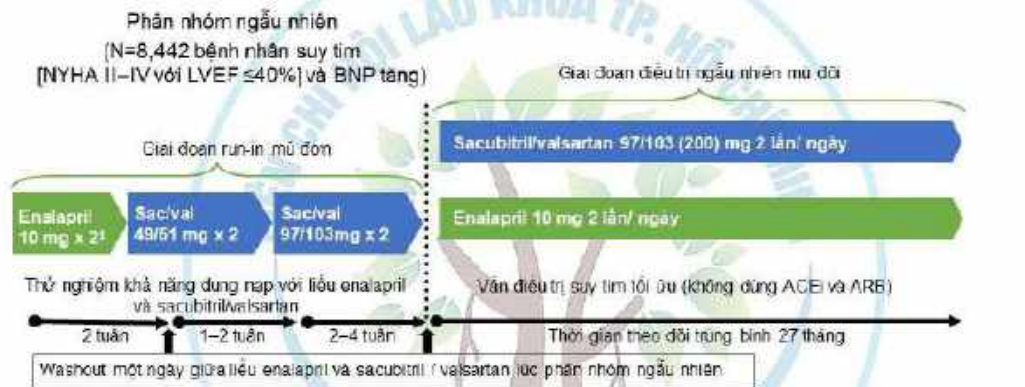 Phân nhóm ngẫu nhiên
(N=8,442 bệnh nhân suy tim
[NYHA II–IV với LVEF ≤40%] và BNP tăng)
Giai đoạn điều trị ngẫu nhiên mù đôi
Giai đoạn run-in mù đơn
Sacubitril/valsartan 97/103 (200) mg 2 lần/ ngày
Enalapril
10 mg x 2‡
Sac/val
49/51 mg x 2
Sac/val
97/103mg x 2
Enalapril 10 mg 2 lần/ ngày
Thử nghiệm khả năng dung nạp với liều enalapril
và sacubitril/valsartan
Vẫn điều trị suy tim tối ưu (không dùng ACEi và ARB)
2 tuần
1–2 tuần
2–4 tuần
Thời gian theo dõi trung bình 27 tháng
Washout một ngày giữa liều enalapril và sacubitril / valsartan lúc phân nhóm ngẫu nhiên
LÃO KHOA TP. HỒ CHÍ MINH